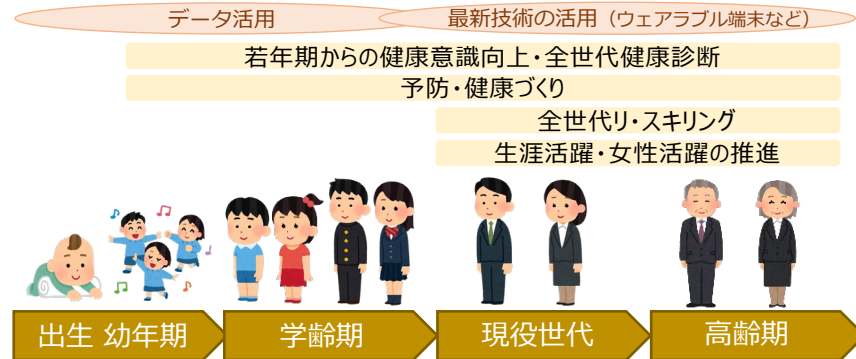 データ活用
最新技術の活用（ウェアラブル端末など）
若年期からの健康意識向上・全世代健康診断
予防・健康づくり
全世代リ・スキリング
生涯活躍・女性活躍の推進
出生 幼年期
学齢期
現役世代
高齢期